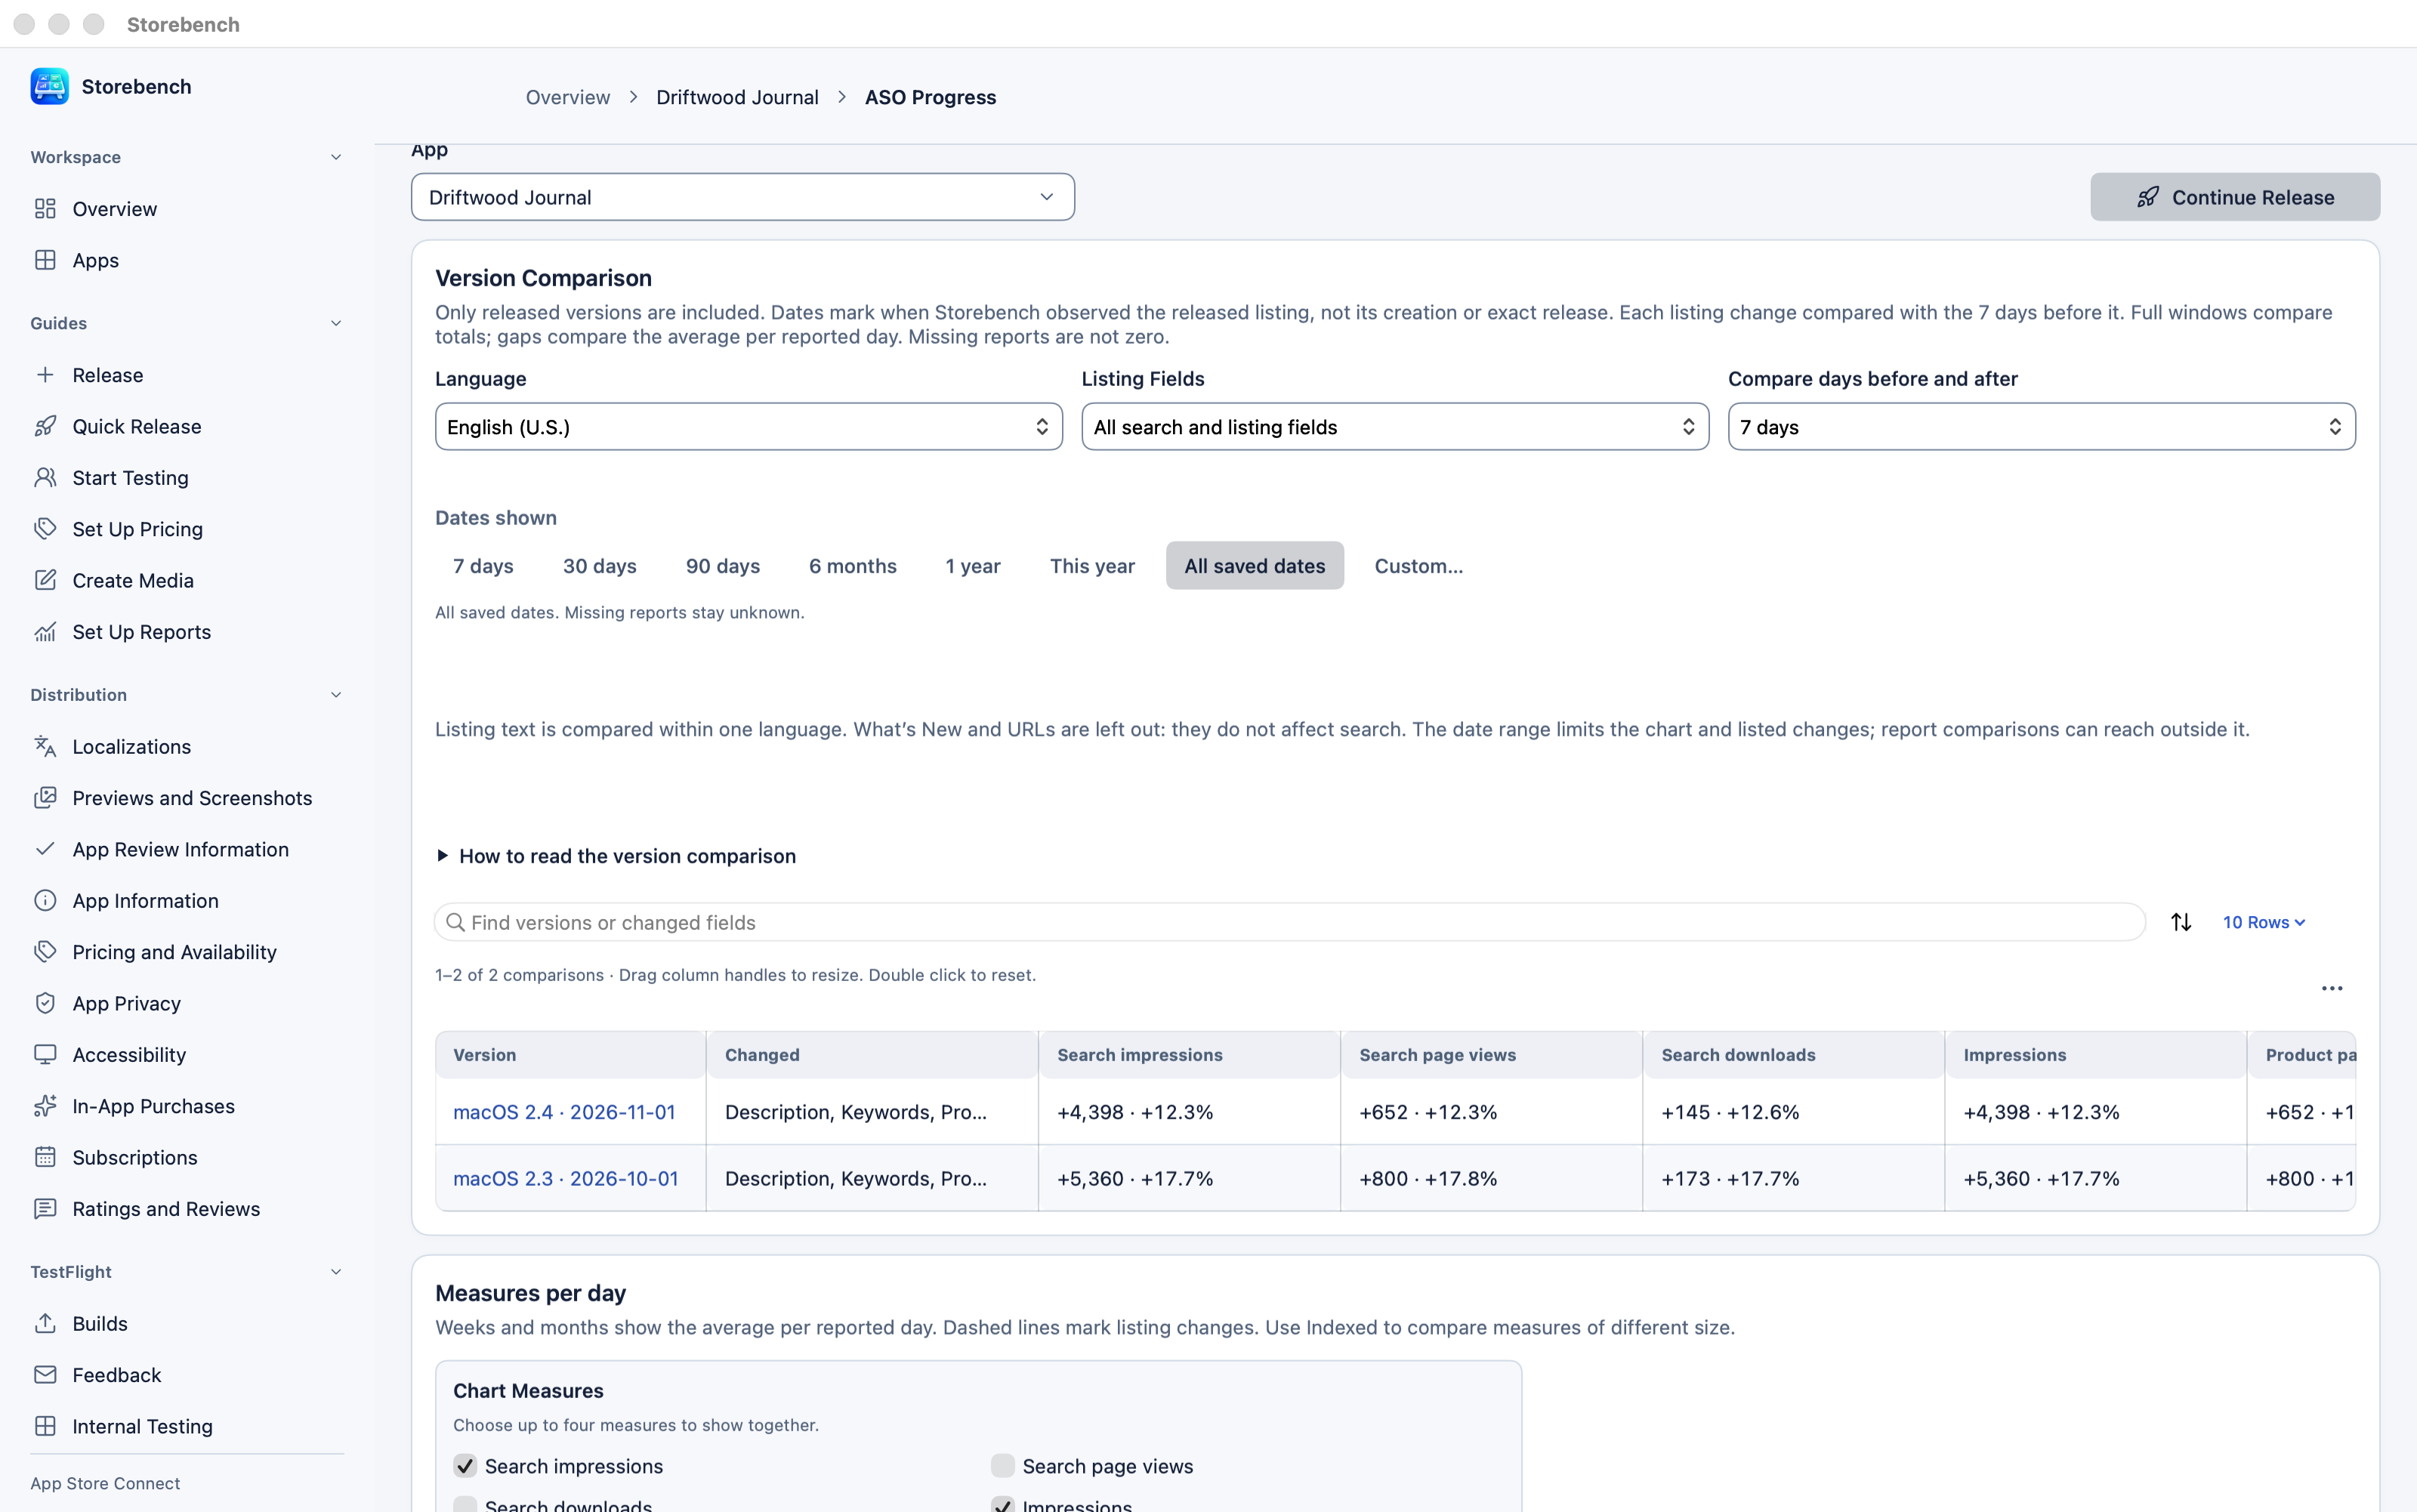 Storebench
Storebench
Overview > Driftwood Journal > ASO Progress
Workspace
Overview
Apps
Guides
Release
Quick Release
Start Testing
Set Up Pricing
Create Media
Set Up Reports
Distribution
Localizations
Previews and Screenshots
App Review Information
App Information
Pricing and Availability
App Privacy
Accessibility
In-App Purchases
Subscriptions
Ratings and Reviews
TestFlight
Builds
Feedback
Internal Testing
App Store Connect
App
Driftwood Journal
Continue Release
Version Comparison
Only released versions are included. Dates mark when Storebench observed the released listing, not its creation or exact release. Each listing change compared with the 7 days before it. Full windows compare
totals; gaps compare the average per reported day. Missing reports are not zero.
Language Listing Fields Compare days before and after
English (U.S.) All search and listing fields 7 days
Dates shown
7 days 30 days 90 days 6 months 1 year This year All saved dates Custom...
All saved dates. Missing reports stay unknown.
Listing text is compared within one language. What’s New and URLs are left out: they do not affect search. The date range limits the chart and listed changes; report comparisons can reach outside it.
How to read the version comparison
Find versions or changed fields
10 Rows
1–2 of 2 comparisons · Drag column handles to resize. Double click to reset.
Version Changed Search impressions Search page views Search downloads Impressions Product pa
macOS 2.4 · 2026-11-01 Description, Keywords, Pro... +4,398 · +12.3% +652 · +12.3% +145 · +12.6% +4,398 · +12.3% +652 · +1
macOS 2.3 · 2026-10-01 Description, Keywords, Pro... +5,360 · +17.7% +800 · +17.8% +173 · +17.7% +5,360 · +17.7% +800 · +1
Measures per day
Weeks and months show the average per reported day. Dashed lines mark listing changes. Use Indexed to compare measures of different size.
Chart Measures
Choose up to four measures to show together.
Search impressions Search page views
Search downloads Impressions